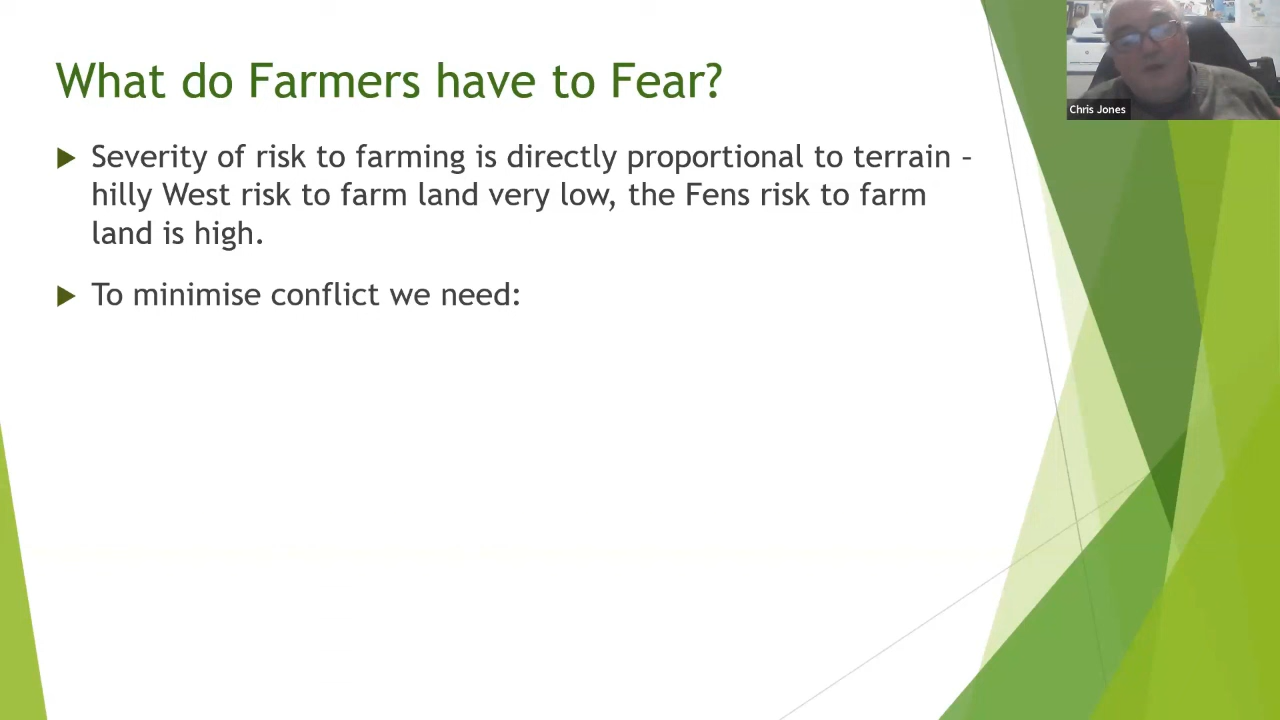 What do Farmers have to Fear?
Severity of risk to farming is directly proportional to terrain –
hilly West risk to farm land very low, the Fens risk to farm
land is high.
To minimise conflict we need:
Chris Jones